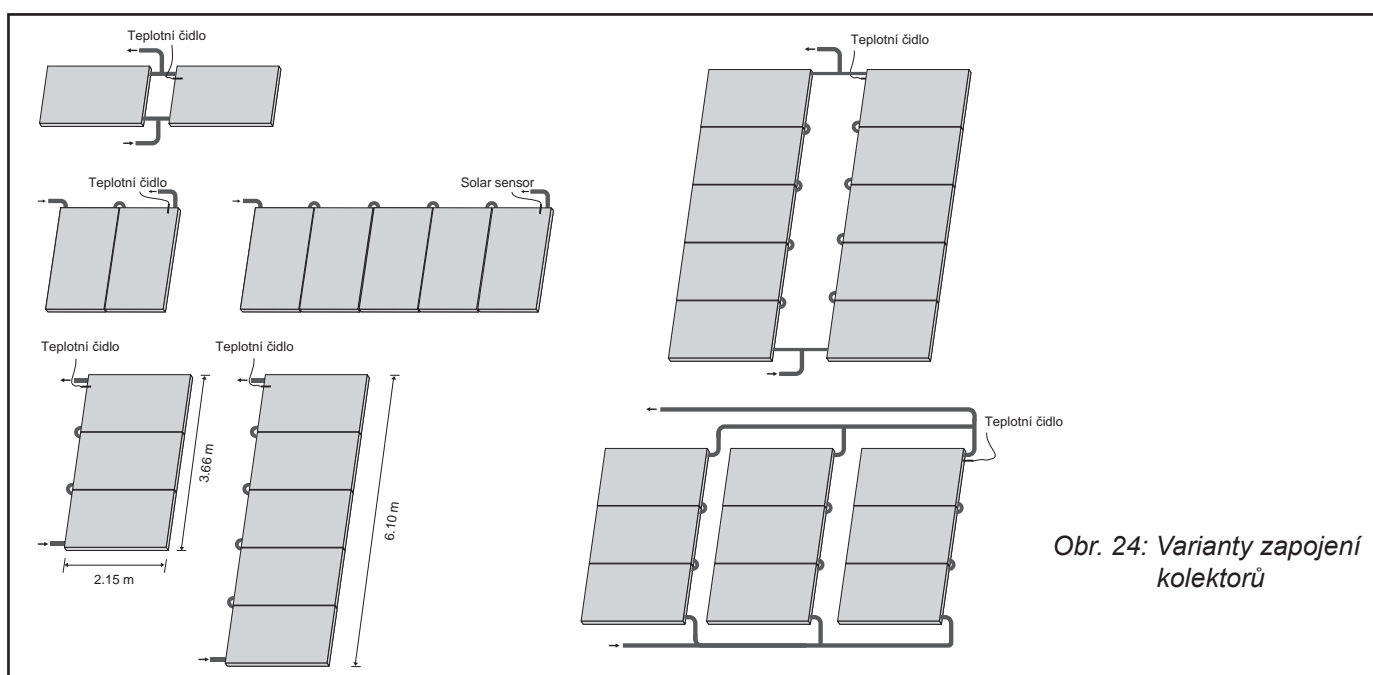 Teplotní čidlo
Teplotní čidlo
Teplotní čidlo
Solar sensor
Teplotní čidlo
Teplotní čidlo
3.66 m
6.10 m
2.15 m
Teplotní čidlo
Obr. 24: Varianty zapojení
kolektorů